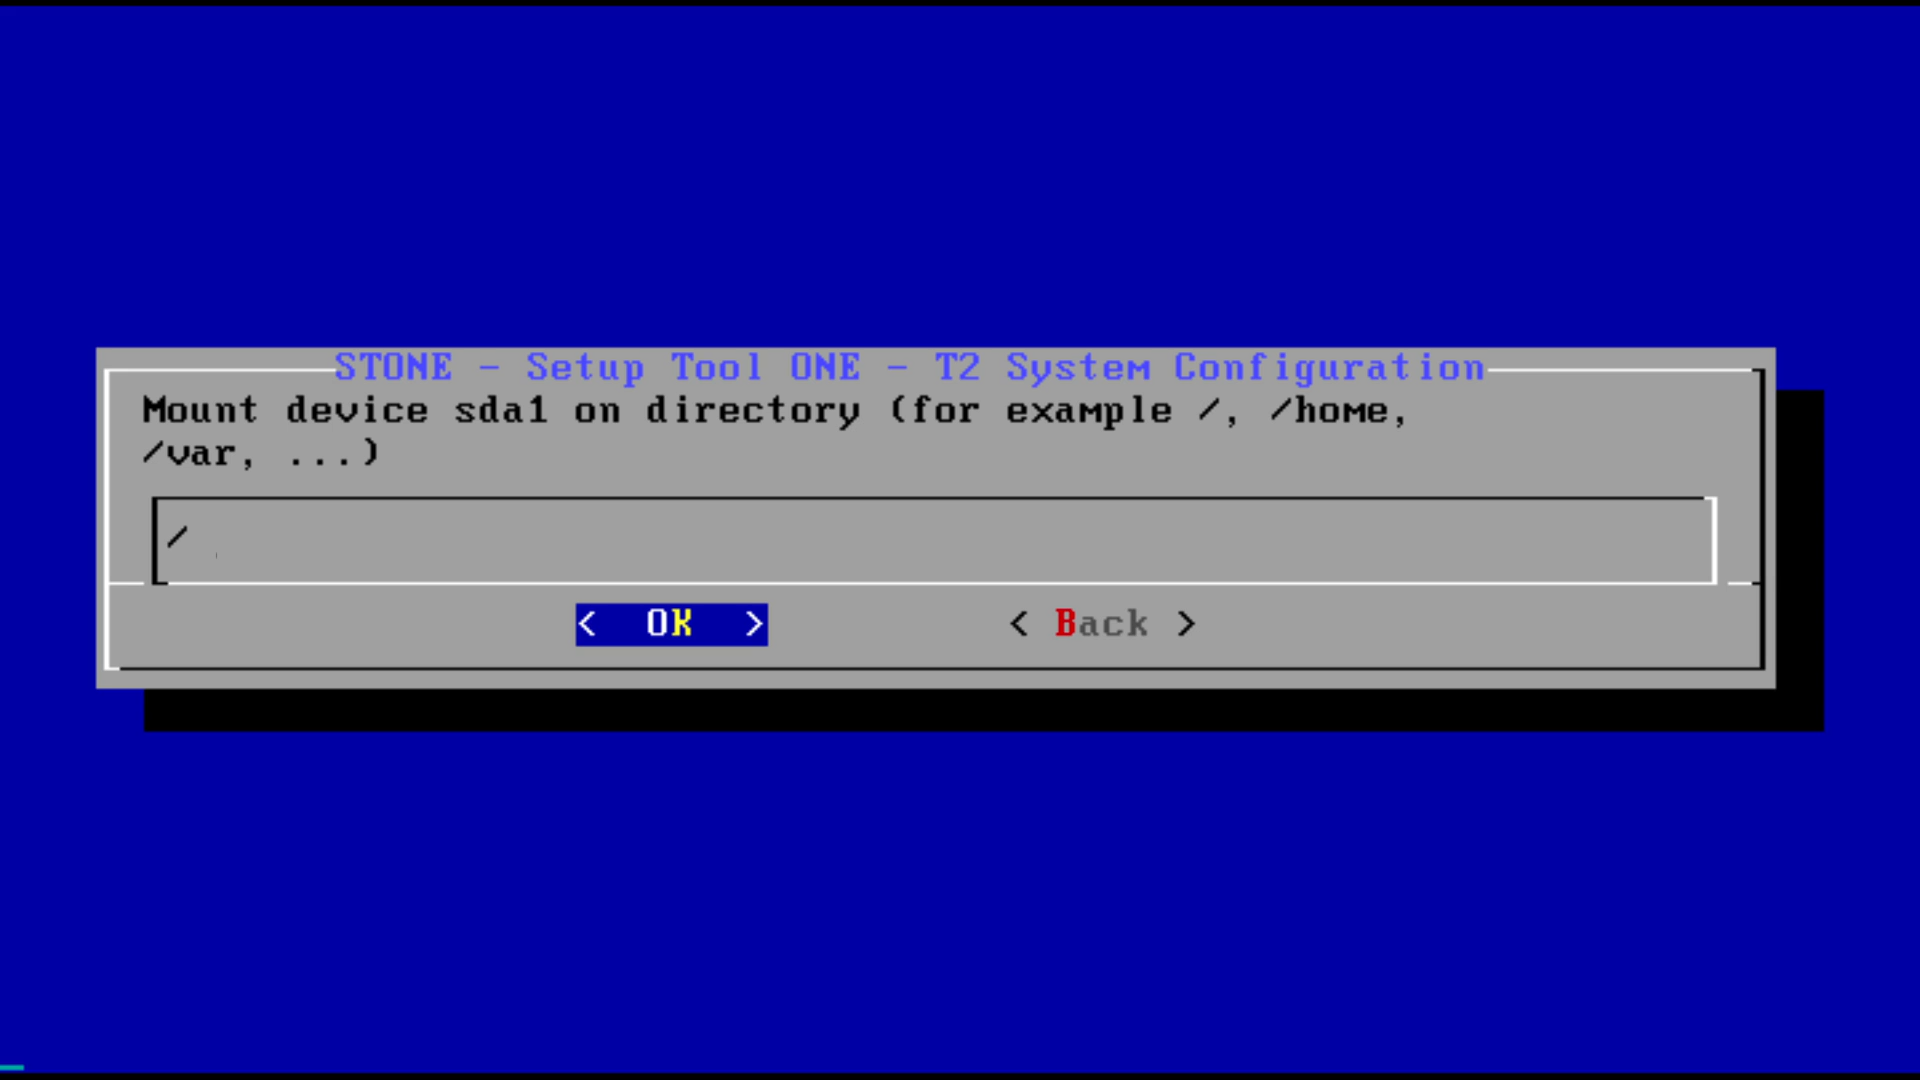 STONE - Setup Tool ONE - T2 System Configuration
Mount device sda1 on directory (for example /, /home,
/var, ...)
/
< OK > < Back >